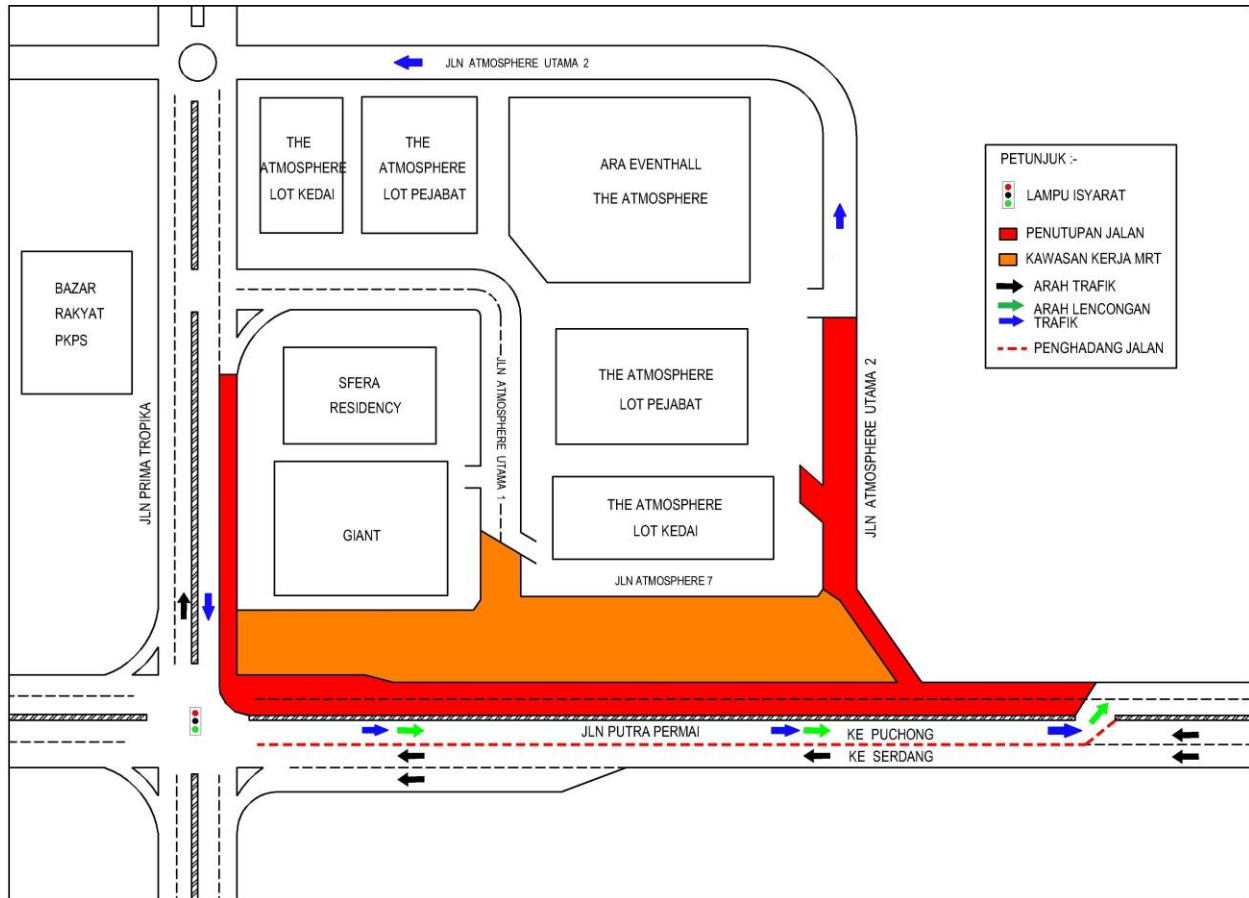 JLN ATMOSPHERE UTAMA 2
THE
ATMOSPHERE
LOT KEDAI
THE
ATMOSPHERE
LOT PEJABAT
ARA EVENTHALL
THE ATMOSPHERE
PETUNJUK :-
LAMPU ISYARAT
PENUTUPAN JALAN
KAWASAN KERJA MRT
ARAH TRAFIK
ARAH LENCONGAN
TRAFIK
PENGHADANG JALAN
BAZAR
RAKYAT
PKPS
SFERA
RESIDENCY
JLN ATMOSPHERE UTAMA 1
THE ATMOSPHERE
LOT PEJABAT
JLN ATMOSPHERE UTAMA 2
JLN PRIMA TROPIKA
GIANT
THE ATMOSPHERE
LOT KEDAI
JLN ATMOSPHERE 7
JLN PUTRA PERMAI
KE PUCHONG
KE SERDANG